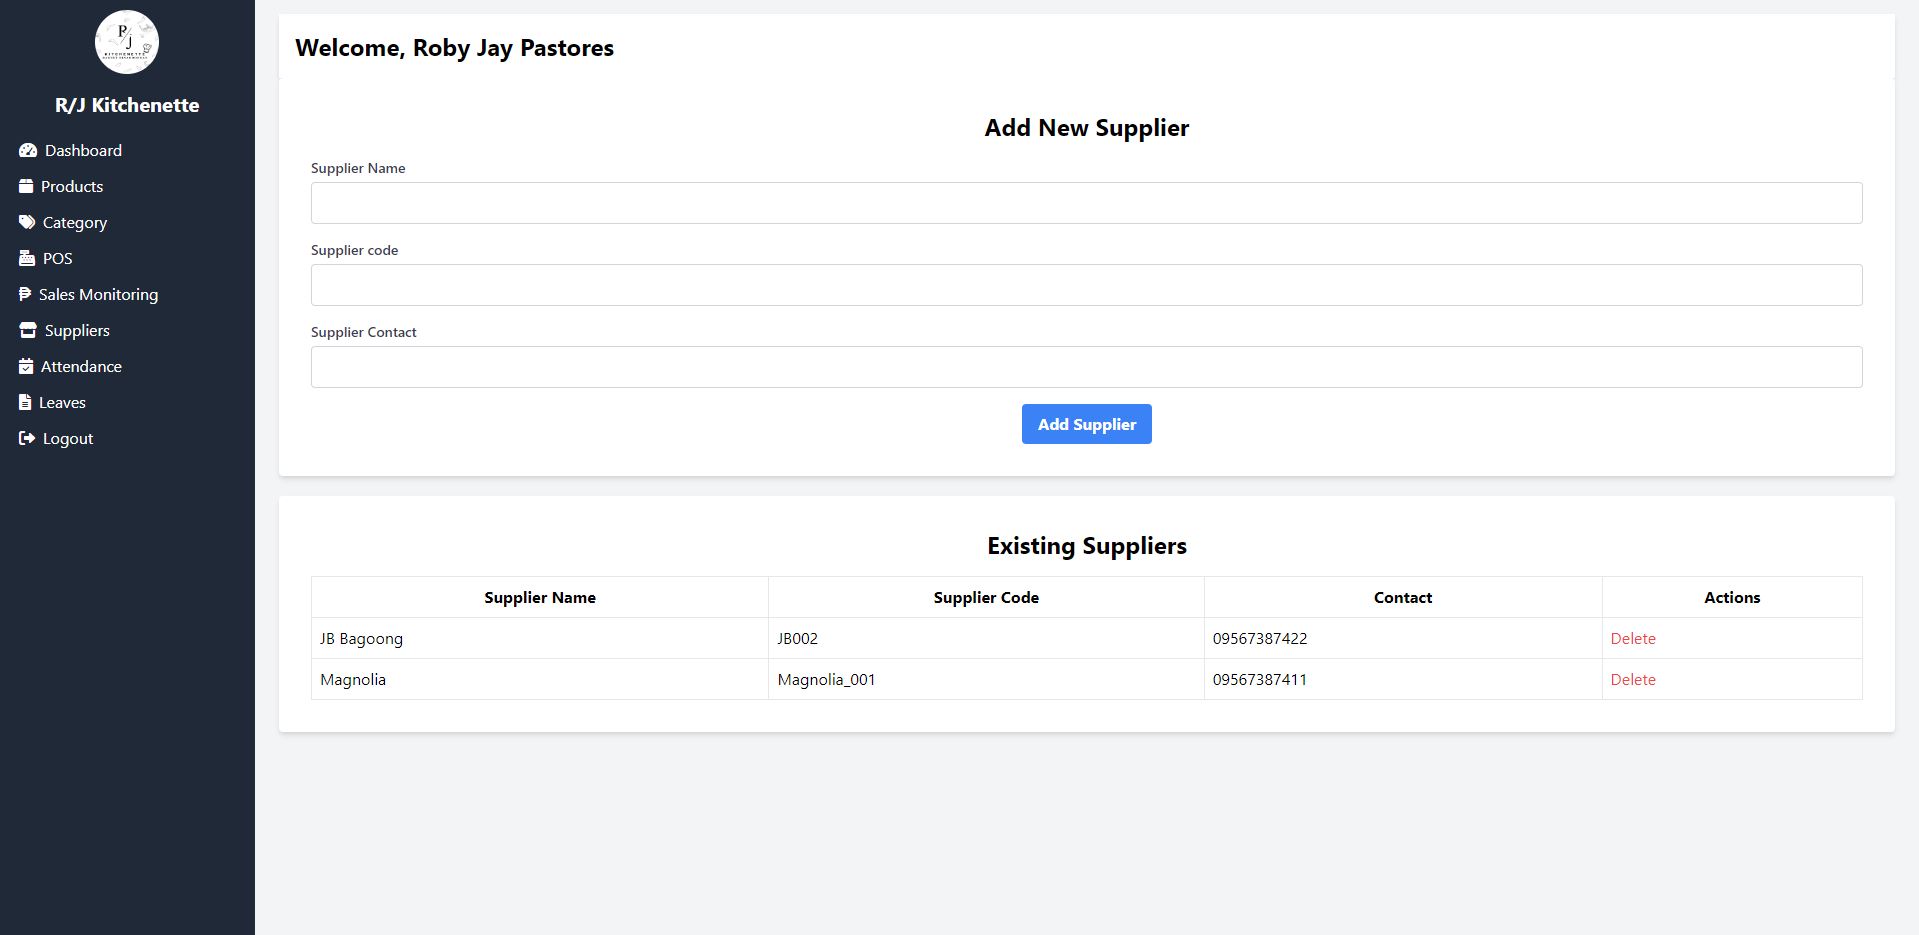 R/J
KITCHENETTE
R/J Kitchenette
Dashboard
Products
Category
POS
Sales Monitoring
Suppliers
Attendance
Leaves
Logout
Welcome, Roby Jay Pastores
Add New Supplier
Supplier Name
Supplier code
Supplier Contact
Add Supplier
Existing Suppliers
Supplier Name Supplier Code Contact Actions
JB Bagoong JB002 09567387422 Delete
Magnolia Magnolia_001 09567387411 Delete